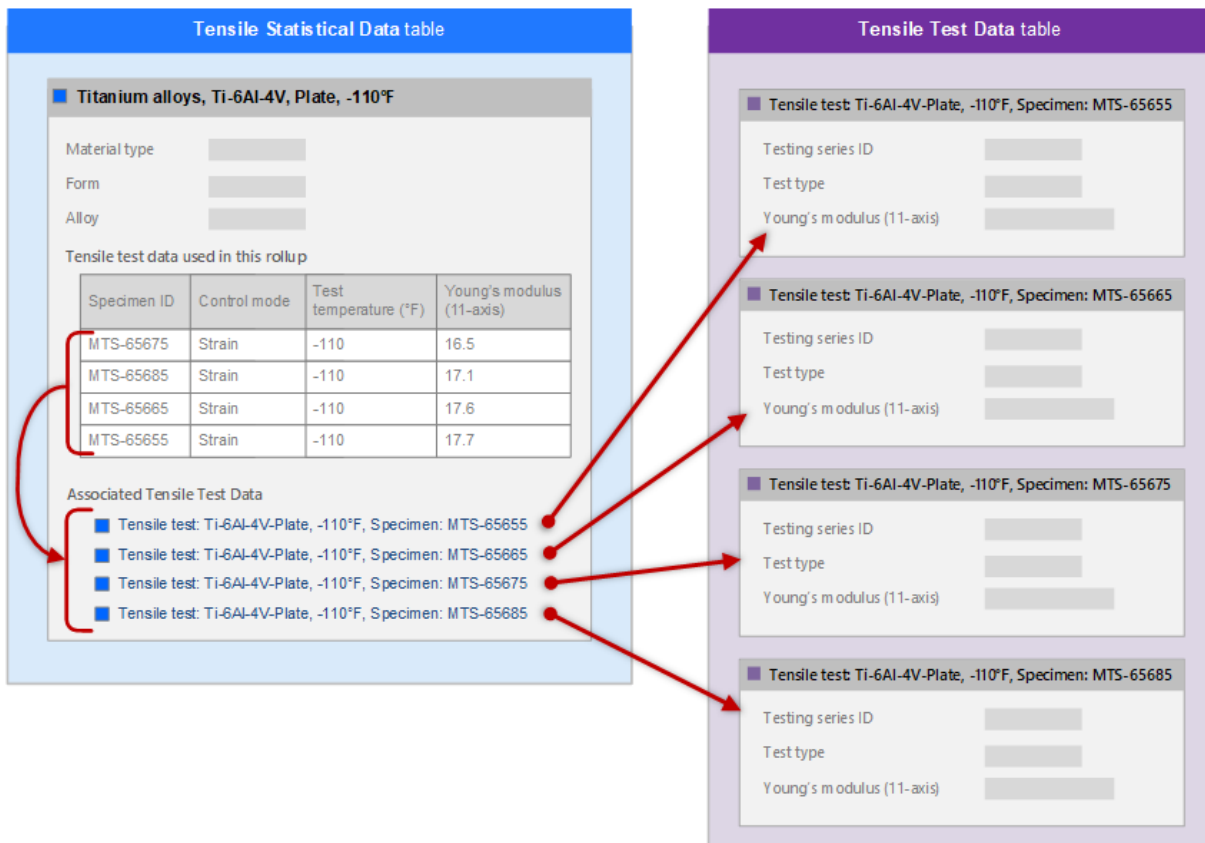 Tensile Statistical Data table
Titanium alloys, Ti-6Al-4V, Plate, -110°F
Material type
Form
Alloy
Tensile test data used in this rollup
Specimen ID Control mode Test temperature (°F) Young's modulus (11-axis)
MTS-65675 Strain -110 16.5
MTS-65685 Strain -110 17.1
MTS-65665 Strain -110 17.6
MTS-65655 Strain -110 17.7
Associated Tensile Test Data
Tensile test: Ti-6Al-4V-Plate, -110°F, Specimen: MTS-65655
Tensile test: Ti-6Al-4V-Plate, -110°F, Specimen: MTS-65665
Tensile test: Ti-6Al-4V-Plate, -110°F, Specimen: MTS-65675
Tensile test: Ti-6Al-4V-Plate, -110°F, Specimen: MTS-65685
Tensile Test Data table
Tensile test: Ti-6Al-4V-Plate, -110°F, Specimen: MTS-65655
Testing series ID
Test type
Young's modulus (11-axis)
Tensile test: Ti-6Al-4V-Plate, -110°F, Specimen: MTS-65665
Testing series ID
Test type
Young's modulus (11-axis)
Tensile test: Ti-6Al-4V-Plate, -110°F, Specimen: MTS-65675
Testing series ID
Test type
Young's modulus (11-axis)
Tensile test: Ti-6Al-4V-Plate, -110°F, Specimen: MTS-65685
Testing series ID
Test type
Young's modulus (11-axis)